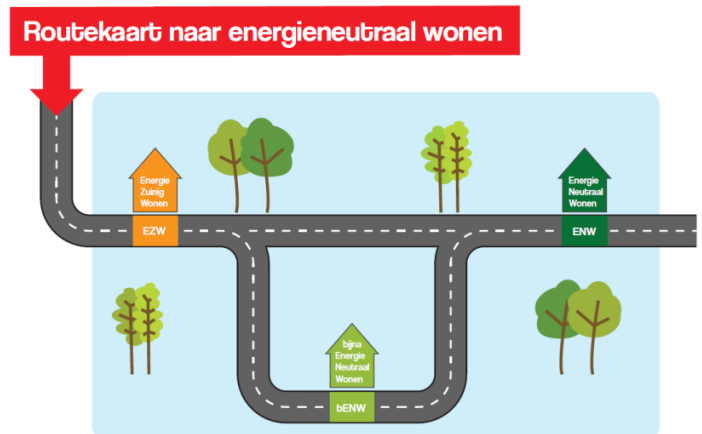 Routekaart naar energieneutraal wonen
Energie
Zuinig
Wonen
EZW
Energie
Neutraal
Wonen
ENW
bijna
Energie
Neutraal
Wonen
bENW